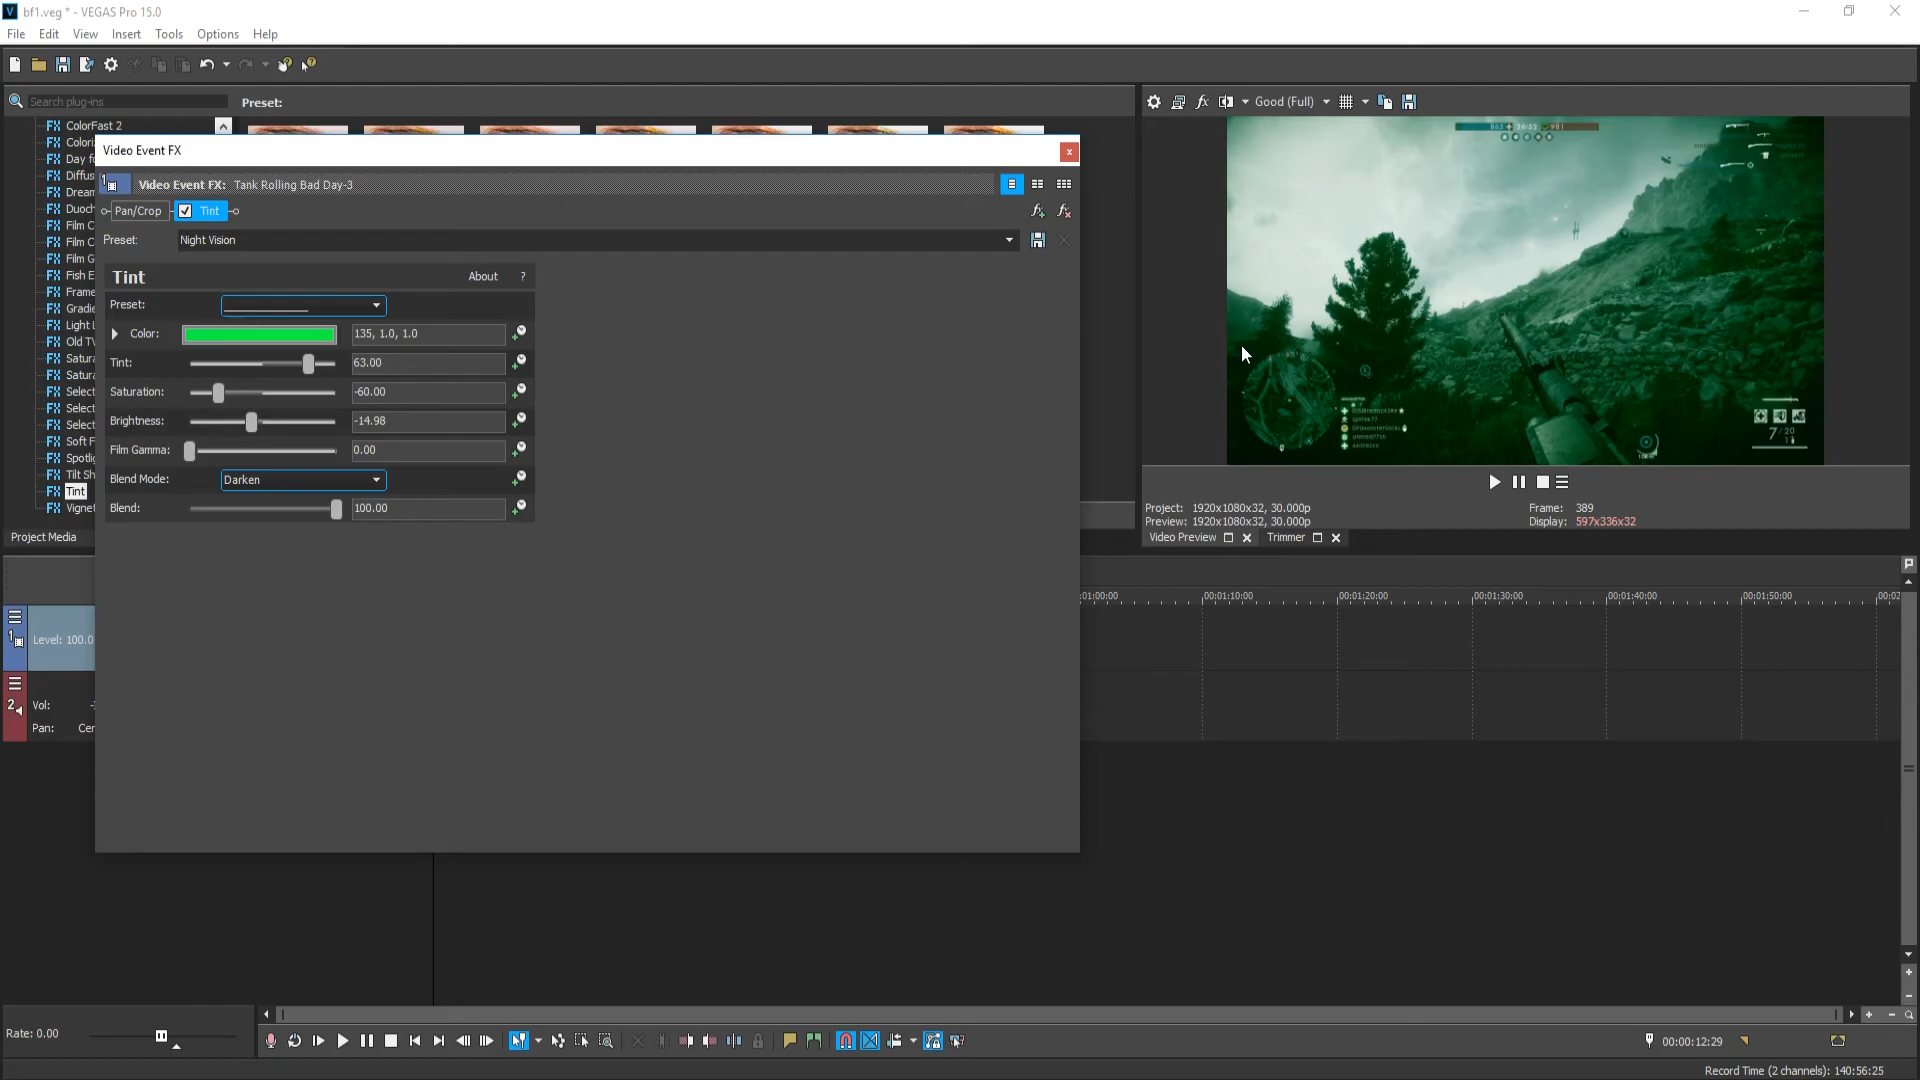 bf1.veg * - VEGAS Pro 15.0
File Edit View Insert Tools Options Help
Search plug-ins
Preset:
Good (Full)
ColorFast 2
Colori
Day fo
Diffus
Dream
Duoch
Film C
Film C
Film G
Fish E
Frame
Gradie
Light L
Old TV
Satura
Satura
Select
Select
Select
Soft F
Spotlig
Tilt Sh
Tint
Vignet
Video Event FX
Video Event FX: Tank Rolling Bad Day-3
Pan/Crop Tint
Preset: Night Vision
Tint About ?
Preset:
Color: 135, 1.0, 1.0
Tint: 63.00
Saturation: -60.00
Brightness: -14.98
Film Gamma: 0.00
Blend Mode: Darken
Blend: 100.00
Project: 1920x1080x32, 30.000p
Preview: 1920x1080x32, 30.000p
Frame: 389
Display: 597x336x32
Video Preview Trimmer
Project Media
:01:00:00 00:01:10:00 00:01:20:00 00:01:30:00 00:01:40:00 00:01:50:00 00:02
1
Level: 100.0
2
Vol:
Pan: Cer
Rate: 0.00
00:00:12:29
Record Time (2 channels): 140:56:25